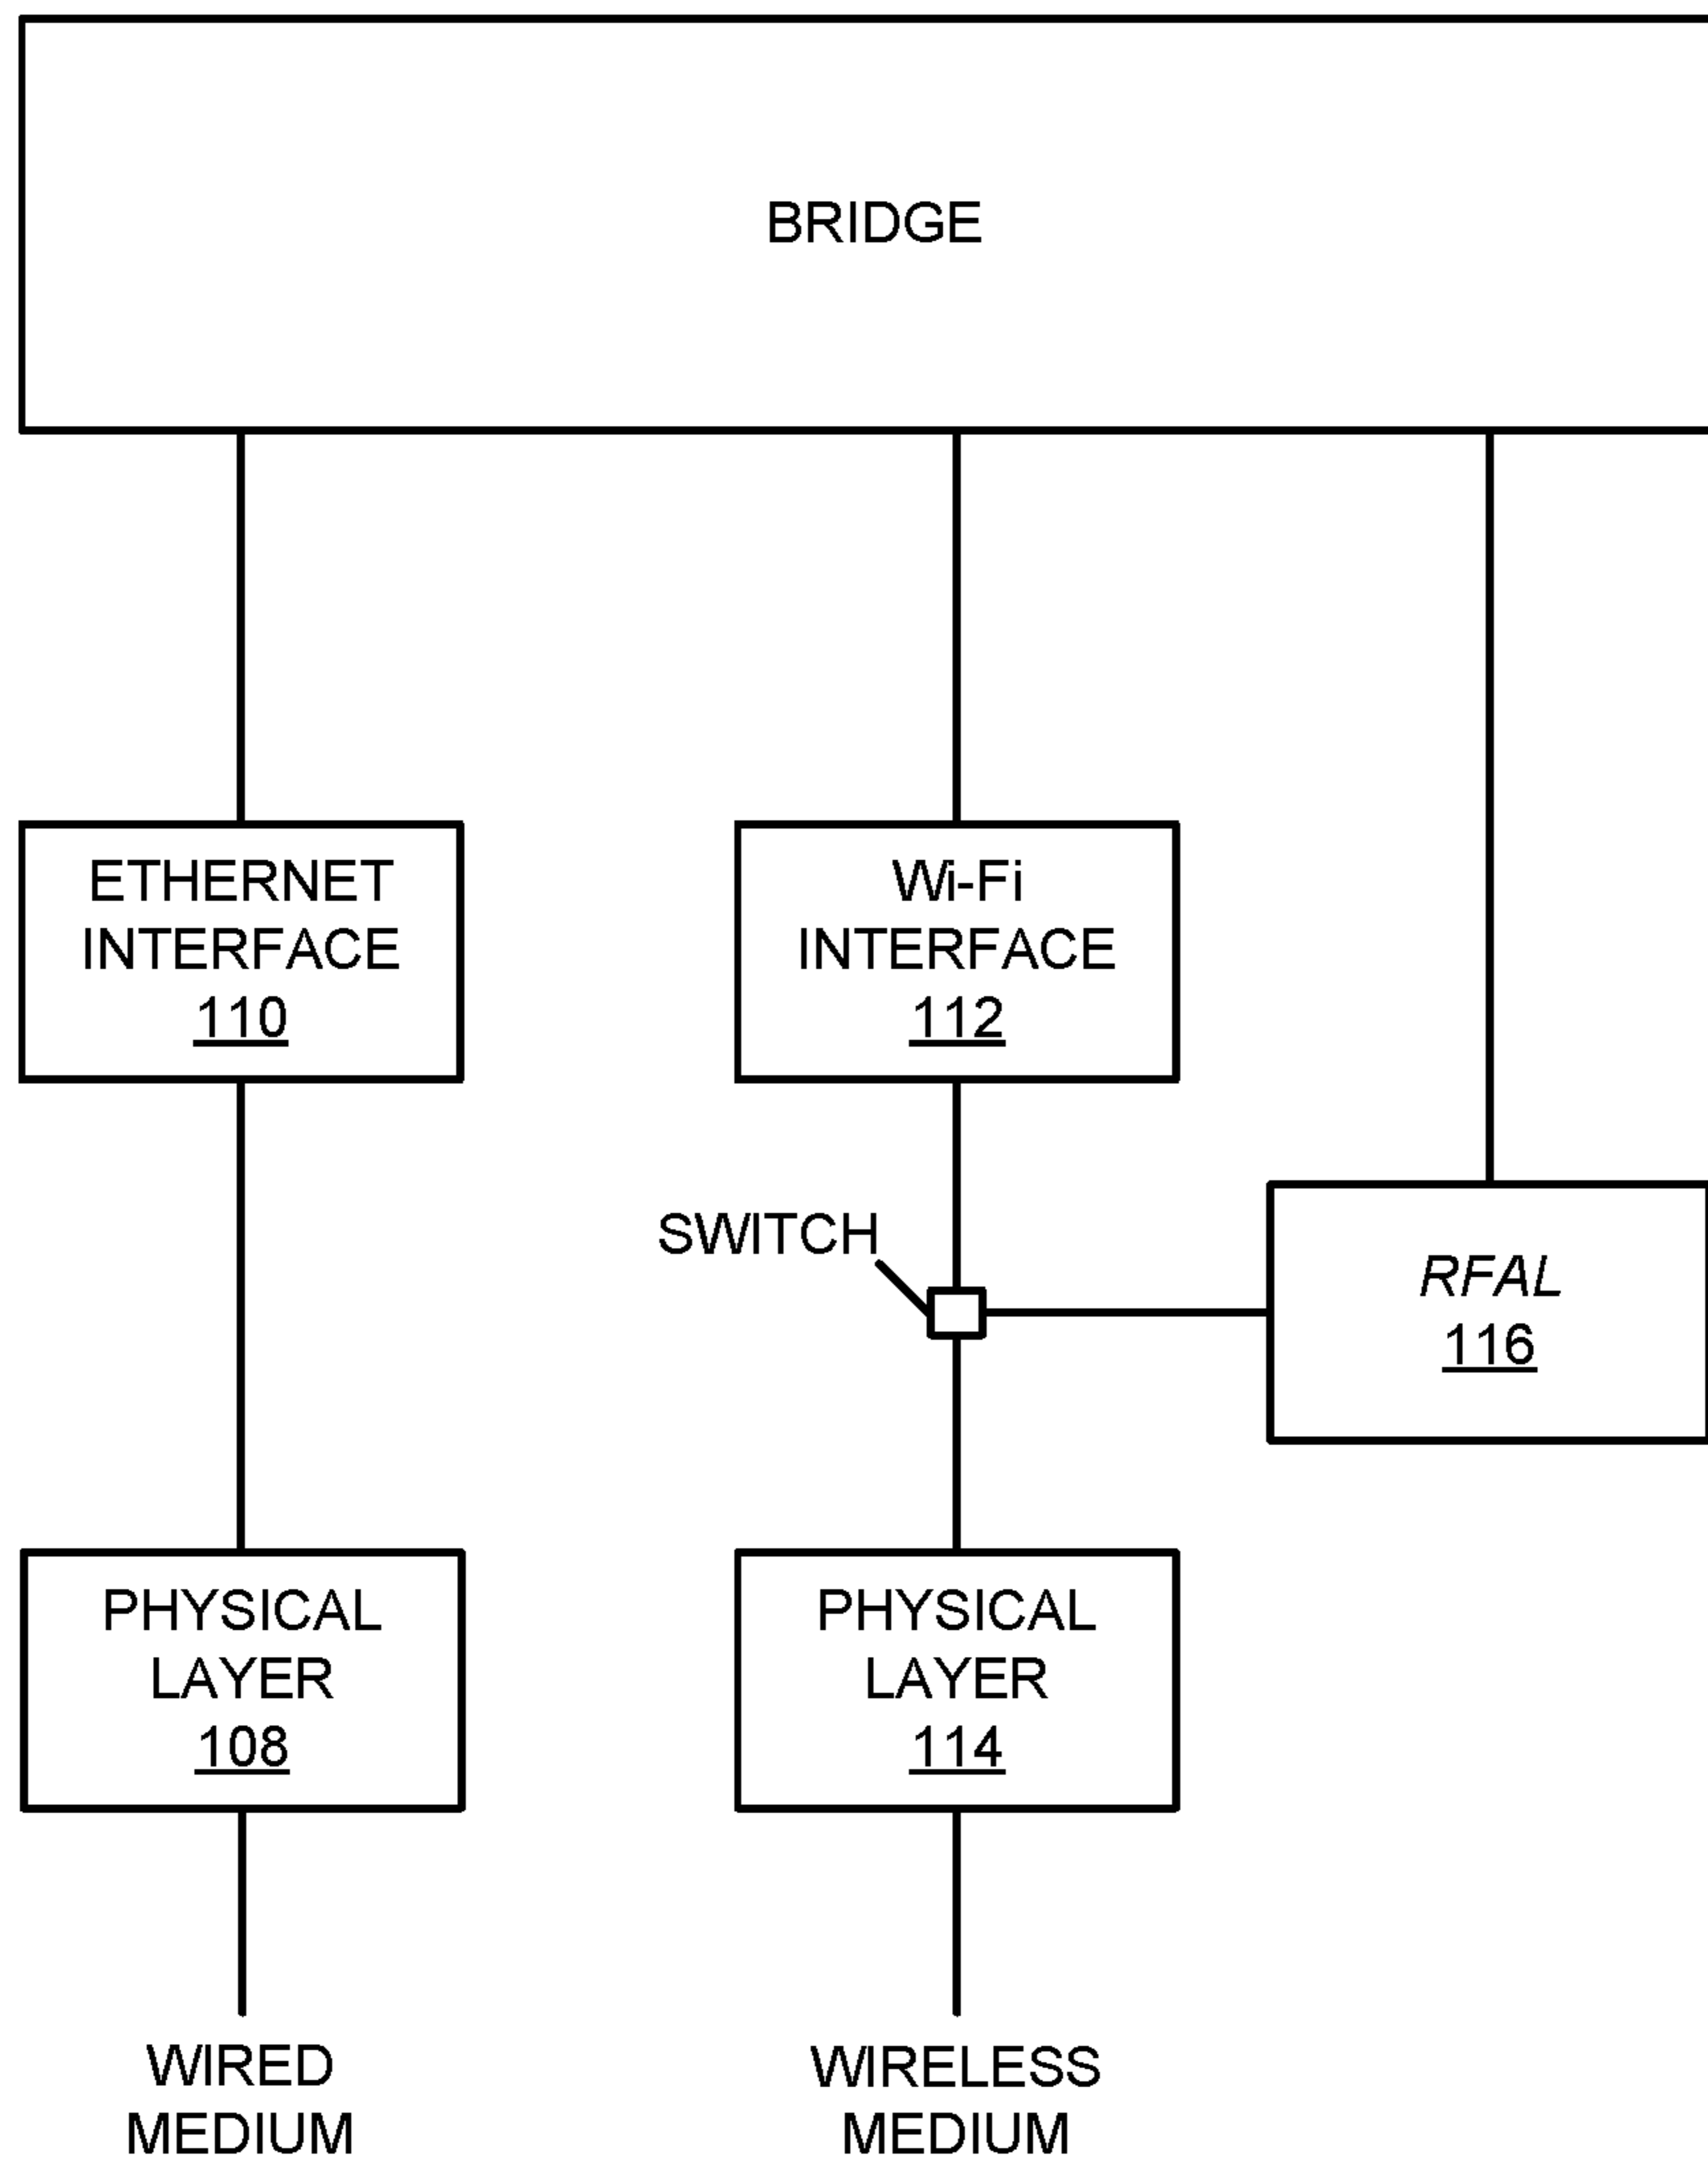 BRIDGE
ETHERNET
INTERFACE
110
Wi-Fi
INTERFACE
112
SWITCH
RFAL
116
PHYSICAL
LAYER
108
PHYSICAL
LAYER
114
WIRED
MEDIUM
WIRELESS
MEDIUM